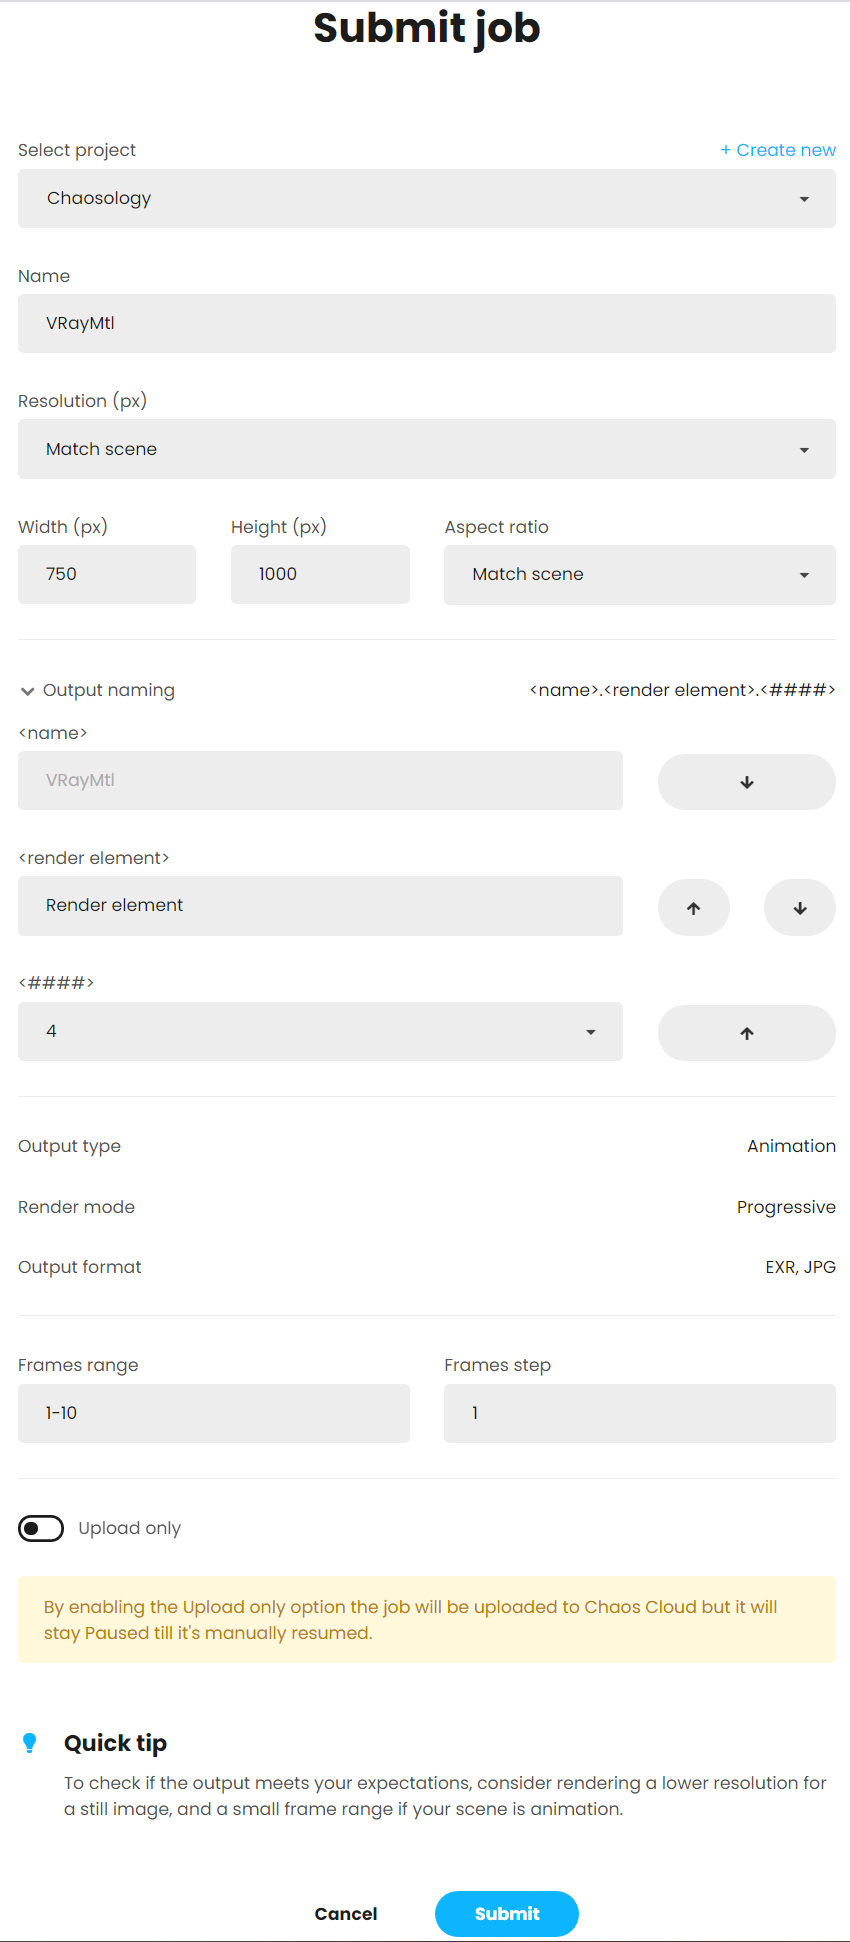 Submit job
Select project
+ Create new
Chaosology
Name
VRayMtl
Resolution (px)
Match scene
Width (px)
Height (px)
Aspect ratio
750
1000
Match scene
Output naming
<name>.<render element>.<####>
<name>
VRayMtl
<render element>
Render element
<####>
4
Output type
Animation
Render mode
Progressive
Output format
EXR, JPG
Frames range
Frames step
1-10
1
Upload only
By enabling the Upload only option the job will be uploaded to Chaos Cloud but it will
stay Paused till it's manually resumed.
Quick tip
To check if the output meets your expectations, consider rendering a lower resolution for
a still image, and a small frame range if your scene is animation.
Cancel
Submit